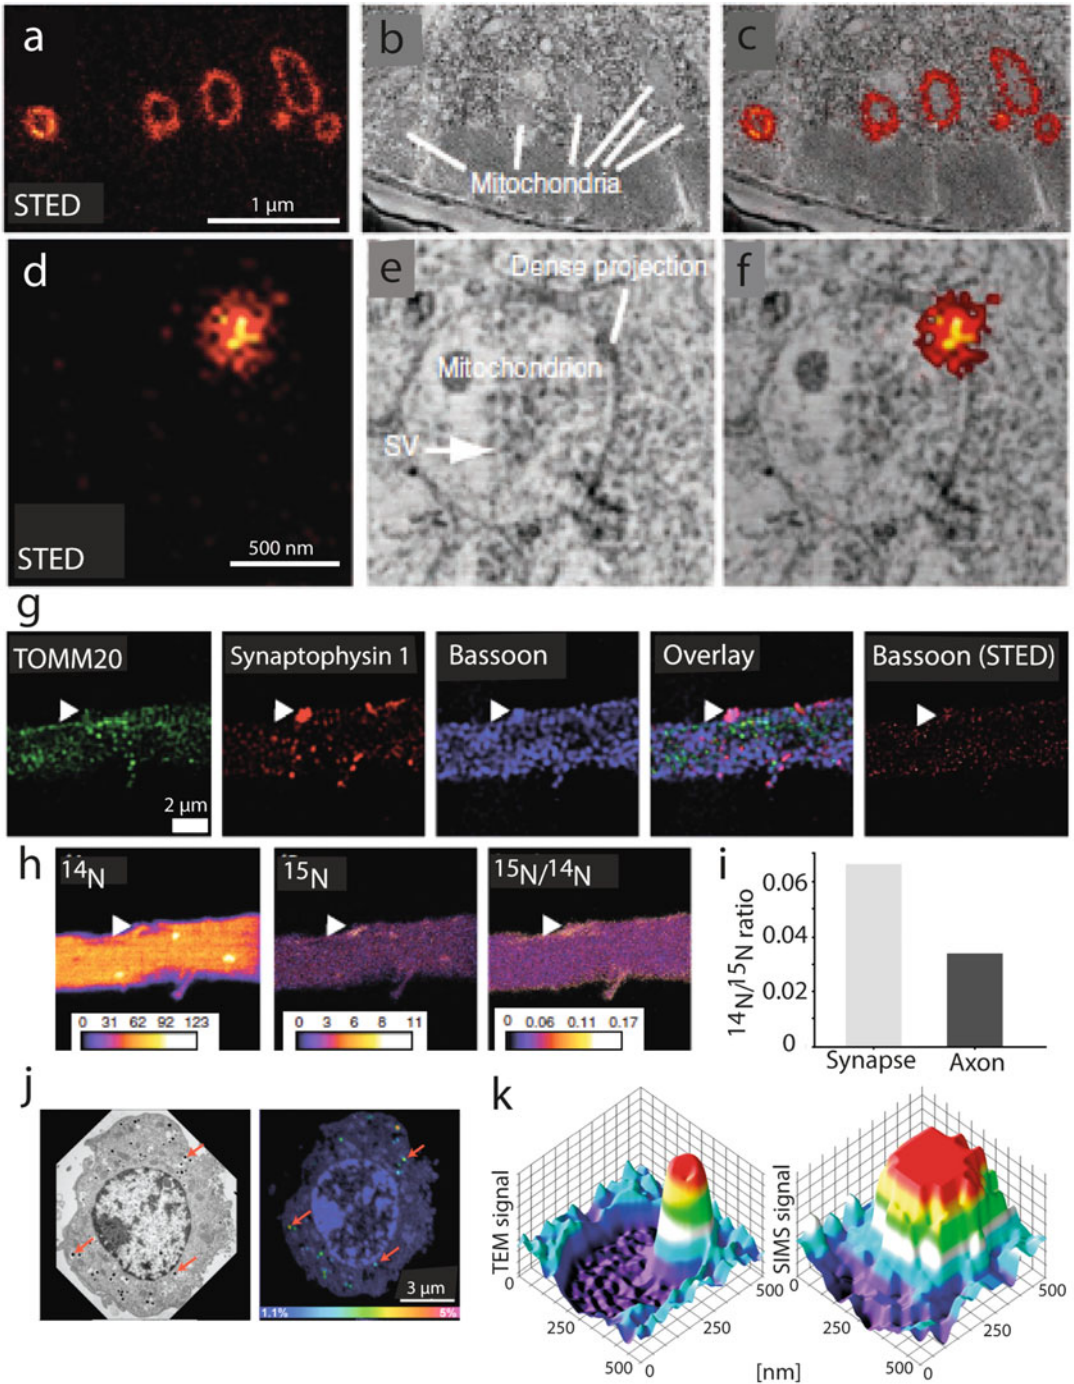 a
b
c
STED
1 µm
Mitochondria
d
e
f
Dense projection
Mitochondrion
SV
STED
500 nm
g
TOMM20
Synaptophysin 1
Bassoon
Overlay
Bassoon (STED)
2 µm
h
14N
15N
15N/14N
0 31 62 92 123
0 3 6 8 11
0 0.06 0.11 0.17
i
14N/15N ratio
0.06
0.04
0.02
0
Synapse
Axon
j
3 µm
1.1%
5%
k
TEM signal
0
250
500
0
250
500
SIMS signal
0
250
500
0
250
500
[nm]